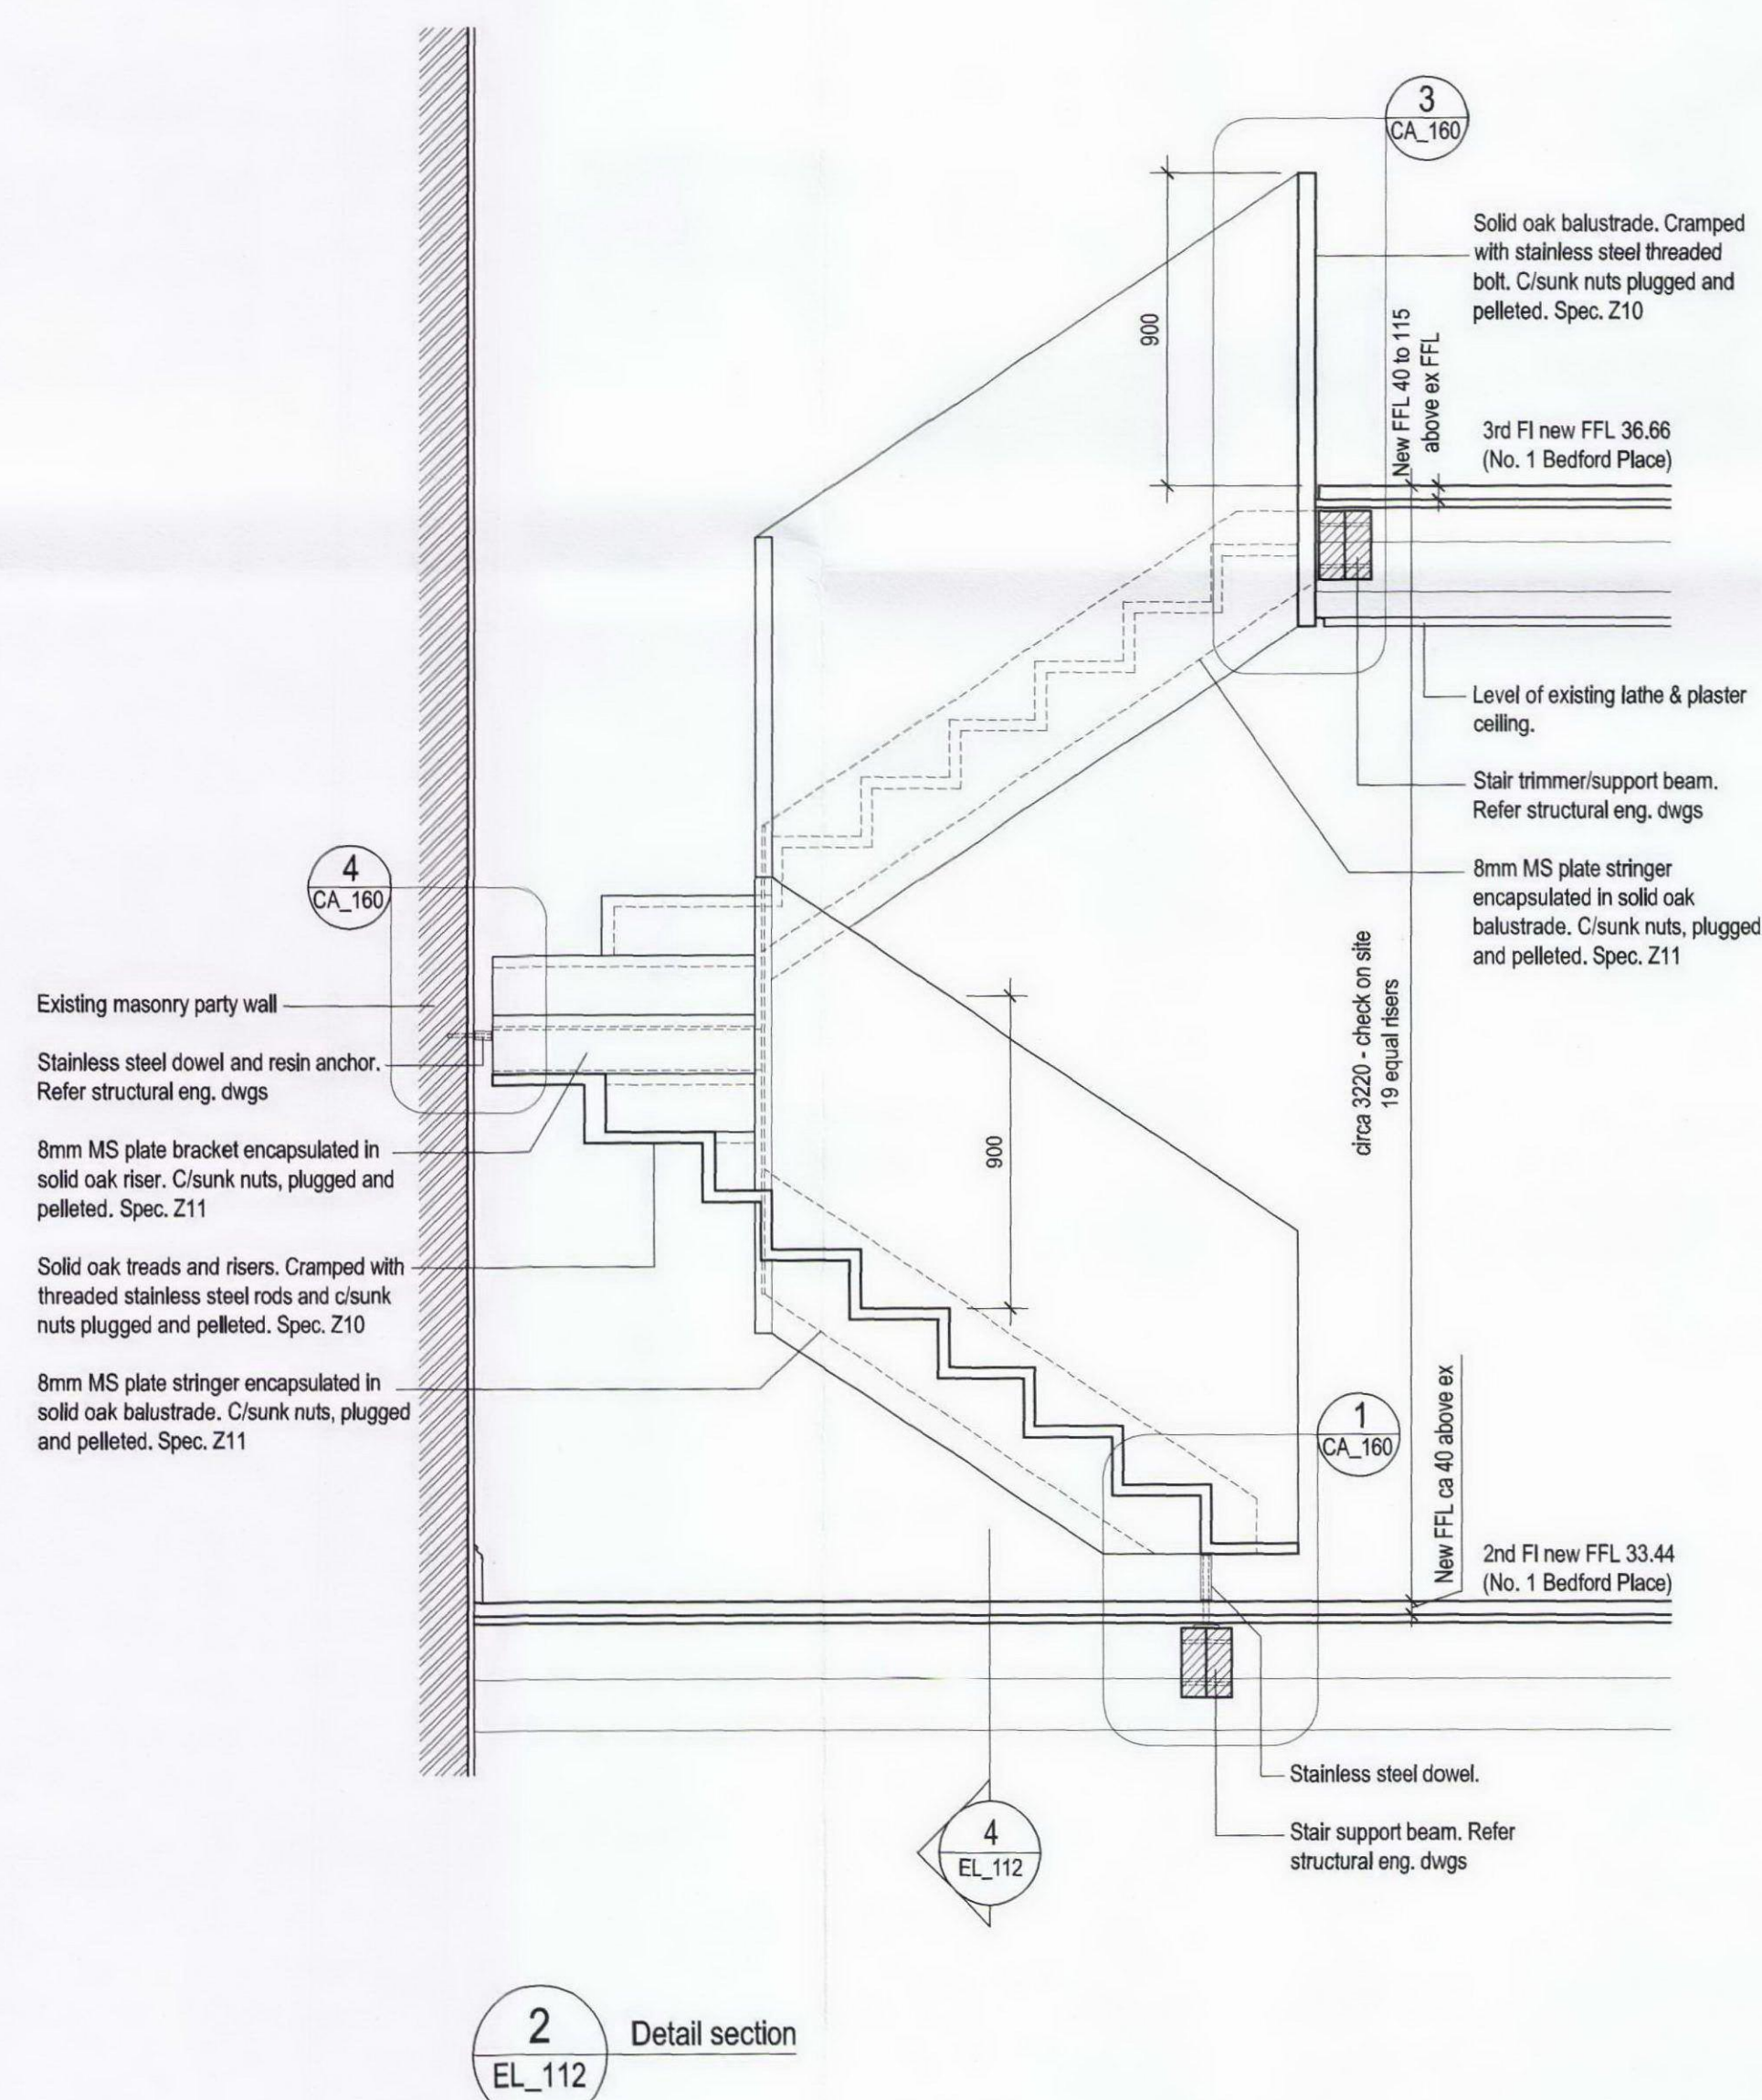 3
CA_160
Solid oak balustrade. Cramped
with stainless steel threaded
bolt. C/sunk nuts plugged and
pelleted. Spec. Z10
900
New FFL 40 to 115
above ex FFL
3rd Fl new FFL 36.66
(No. 1 Bedford Place)
Level of existing lathe & plaster
ceiling.
Stair trimmer/support beam.
Refer structural eng. dwgs
8mm MS plate stringer
encapsulated in solid oak
balustrade. C/sunk nuts, plugged
and pelleted. Spec. Z11
4
CA_160
Existing masonry party wall
Stainless steel dowel and resin anchor.
Refer structural eng. dwgs
8mm MS plate bracket encapsulated in
solid oak riser. C/sunk nuts, plugged and
pelleted. Spec. Z11
Solid oak treads and risers. Cramped with
threaded stainless steel rods and c/sunk
nuts plugged and pelleted. Spec. Z10
8mm MS plate stringer encapsulated in
solid oak balustrade. C/sunk nuts, plugged
and pelleted. Spec. Z11
900
circa 3220 - check on site
19 equal risers
1
CA_160
New FFL ca 40 above ex
2nd Fl new FFL 33.44
(No. 1 Bedford Place)
Stainless steel dowel.
Stair support beam. Refer
structural eng. dwgs
4
EL_112
2
EL_112
Detail section